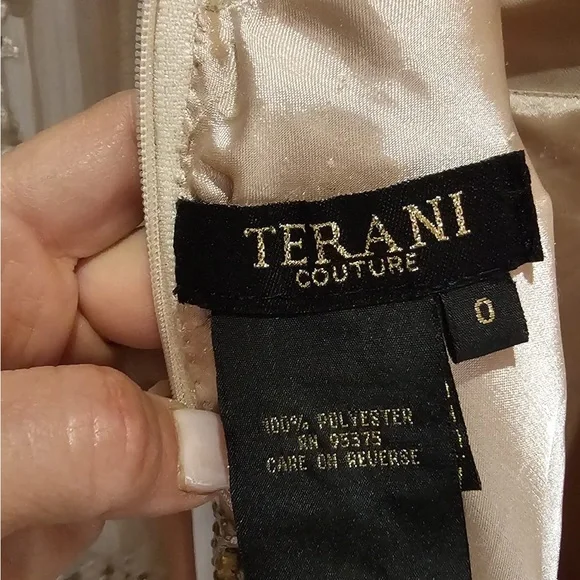 TERANI
COUTURE
0
100% POLYESTER
RN 95375
CARE ON REVERSE